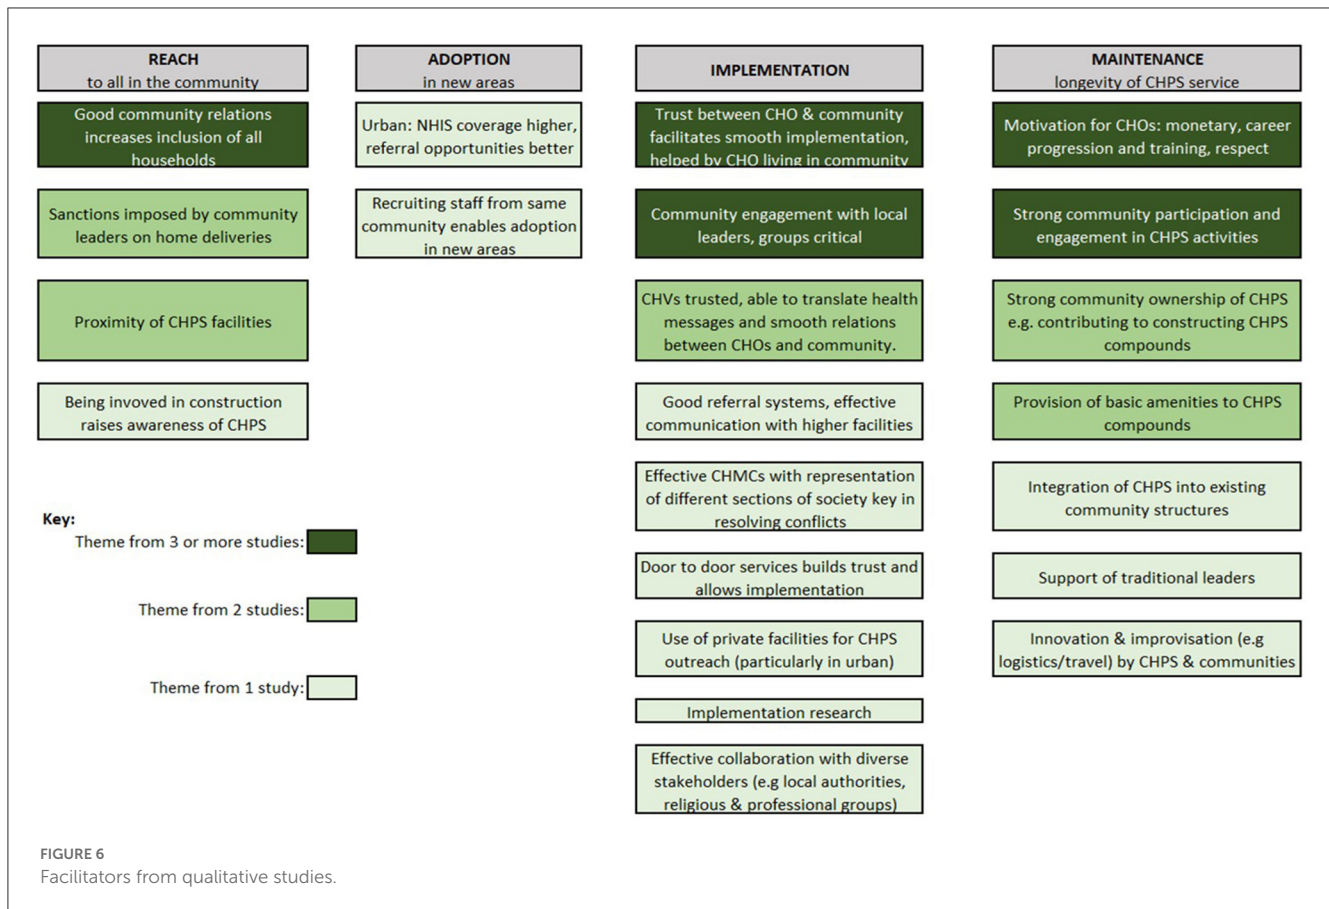 REACH
to all in the community
Good community relations
increases inclusion of all
households
Sanctions imposed by community
leaders on home deliveries
Proximity of CHPS facilities
Being invoved in construction
raises awareness of CHPS
ADOPTION
in new areas
Urban: NHIS coverage higher,
referral opportunities better
Recruiting staff from same
community enables adoption
in new areas
IMPLEMENTATION
Trust between CHO & community
facilitates smooth implementation,
helped by CHO living in community
Community engagement with local
leaders, groups critical
CHVs trusted, able to translate health
messages and smooth relations
between CHOs and community.
Good referral systems, effective
communication with higher facilities
Effective CHMCs with representation
of different sections of society key in
resolving conflicts
Door to door services builds trust and
allows implementation
Use of private facilities for CHPS
outreach (particularly in urban)
Implementation research
Effective collaboration with diverse
stakeholders (e.g local authorities,
religious & professional groups)
MAINTENANCE
longevity of CHPS service
Motivation for CHOs: monetary, career
progression and training, respect
Strong community participation and
engagement in CHPS activities
Strong community ownership of CHPS
e.g. contributing to constructing CHPS
compounds
Provision of basic amenities to CHPS
compounds
Integration of CHPS into existing
community structures
Support of traditional leaders
Innovation & improvisation (e.g
logistics/travel) by CHPS & communities
Key:
Theme from 3 or more studies:
Theme from 2 studies:
Theme from 1 study:
FIGURE 6
Facilitators from qualitative studies.